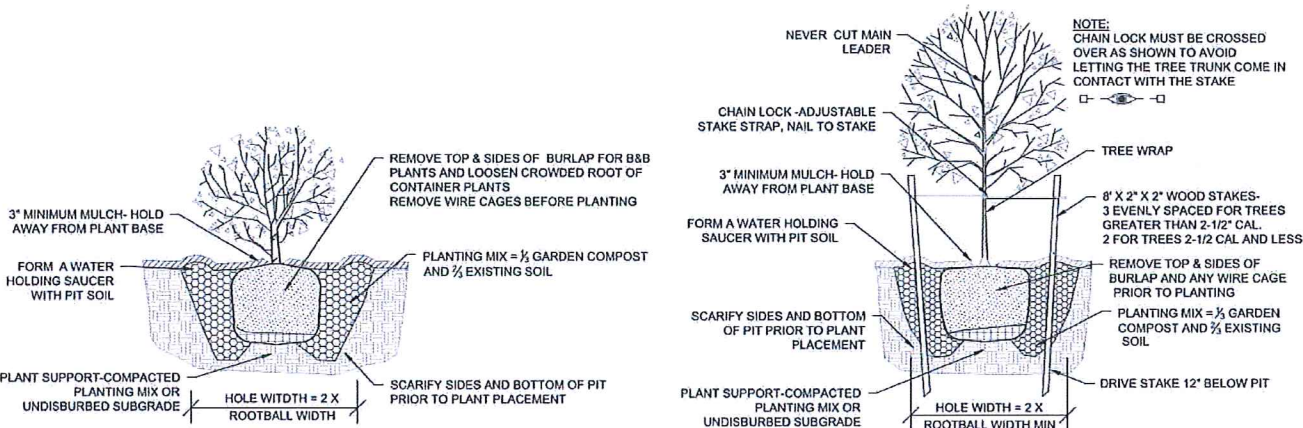 REMOVE TOP & SIDES OF BURLAP FOR B&B
PLANTS AND LOOSEN CROWDED ROOT OF
CONTAINER PLANTS
REMOVE WIRE CAGES BEFORE PLANTING
3" MINIMUM MULCH- HOLD
AWAY FROM PLANT BASE
FORM A WATER
HOLDING SAUCER
WITH PIT SOIL
PLANTING MIX = ⅓ GARDEN COMPOST
AND ⅔ EXISTING SOIL
PLANT SUPPORT-COMPACTED
PLANTING MIX OR
UNDISBURBED SUBGRADE
SCARIFY SIDES AND BOTTOM OF PIT
PRIOR TO PLANT PLACEMENT
HOLE WITDTH = 2 X
ROOTBALL WIDTH
NEVER CUT MAIN
LEADER
NOTE:
CHAIN LOCK MUST BE CROSSED
OVER AS SHOWN TO AVOID
LETTING THE TREE TRUNK COME IN
CONTACT WITH THE STAKE
CHAIN LOCK -ADJUSTABLE
STAKE STRAP, NAIL TO STAKE
TREE WRAP
3" MINIMUM MULCH- HOLD
AWAY FROM PLANT BASE
8' X 2" X 2" WOOD STAKES-
3 EVENLY SPACED FOR TREES
GREATER THAN 2-1/2" CAL.
2 FOR TREES 2-1/2 CAL AND LESS
FORM A WATER HOLDING
SAUCER WITH PIT SOIL
REMOVE TOP & SIDES OF
BURLAP AND ANY WIRE CAGE
PRIOR TO PLANTING
SCARIFY SIDES AND BOTTOM
OF PIT PRIOR TO PLANT
PLACEMENT
PLANTING MIX = ⅓ GARDEN
COMPOST AND ⅔ EXISTING
SOIL
DRIVE STAKE 12" BELOW PIT
PLANT SUPPORT-COMPACTED
PLANTING MIX OR
UNDISBURBED SUBGRADE
HOLE WIDTH = 2 X
ROOTBALL WIDTH MIN